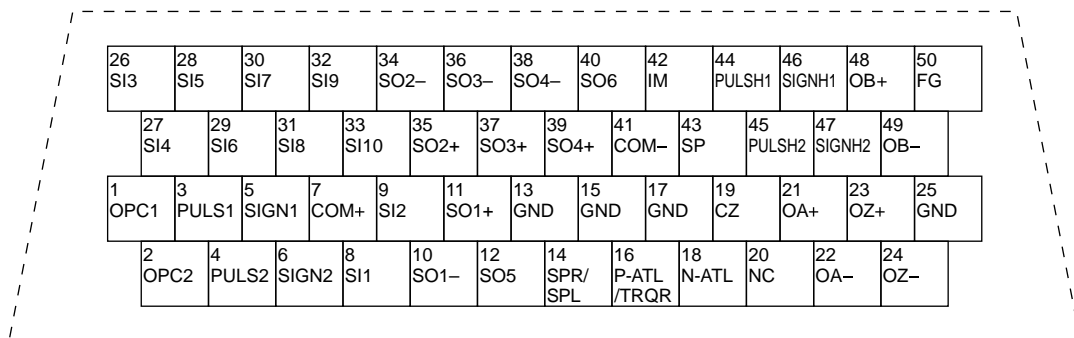 26 28 30 32 34 36 38 40 42 44 46 48 50
SI3 SI5 SI7 SI9 SO2– SO3– SO4– SO6 IM PULSH1 SIGNH1 OB+ FG
27 29 31 33 35 37 39 41 43 45 47 49
SI4 SI6 SI8 SI10 SO2+ SO3+ SO4+ COM– SP PULSH2 SIGNH2 OB–
1 3 5 7 9 11 13 15 17 19 21 23 25
OPC1 PULS1 SIGN1 COM+ SI2 SO1+ GND GND GND CZ OA+ OZ+ GND
2 4 6 8 10 12 14 16 18 20 22 24
OPC2 PULS2 SIGN2 SI1 SO1– SO5 SPR/ P-ATL N-ATL NC OA– OZ–
SPL /TRQR